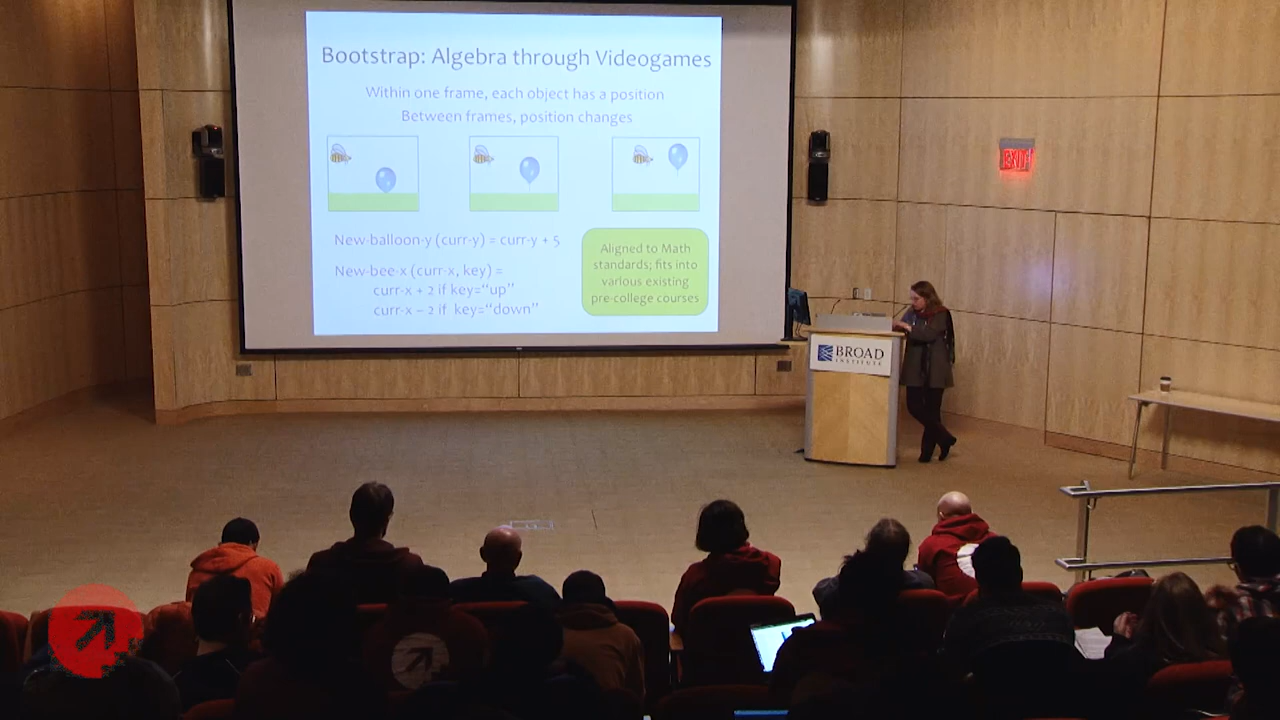 Bootstrap: Algebra through Videogames
Within one frame, each object has a position
Between frames, position changes
New-balloon-y (curr-y) = curr-y + 5
New-bee-x (curr-x, key) =
curr-x + 2 if key="up"
curr-x – 2 if key="down"
Aligned to Math
standards; fits into
various existing
pre-college courses
EXIT
BROAD
INSTITUTE